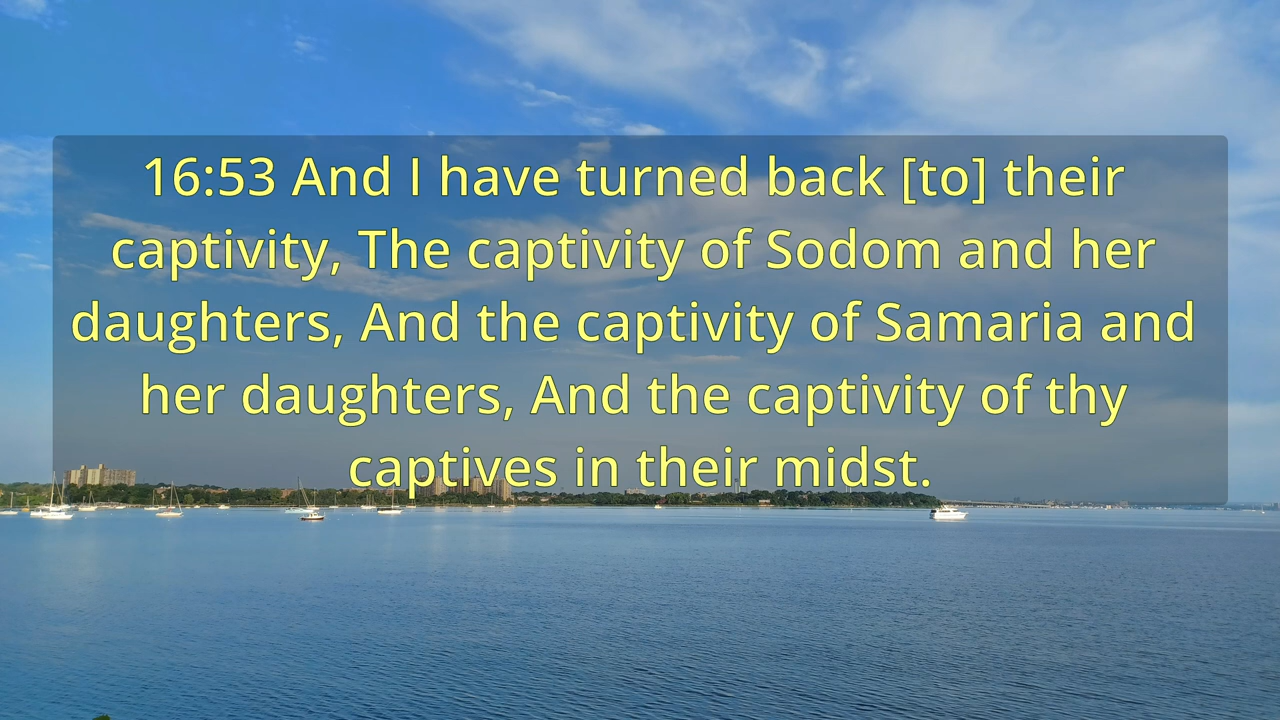 16:53 And I have turned back [to] their
captivity, The captivity of Sodom and her
daughters, And the captivity of Samaria and
her daughters, And the captivity of thy
captives in their midst.